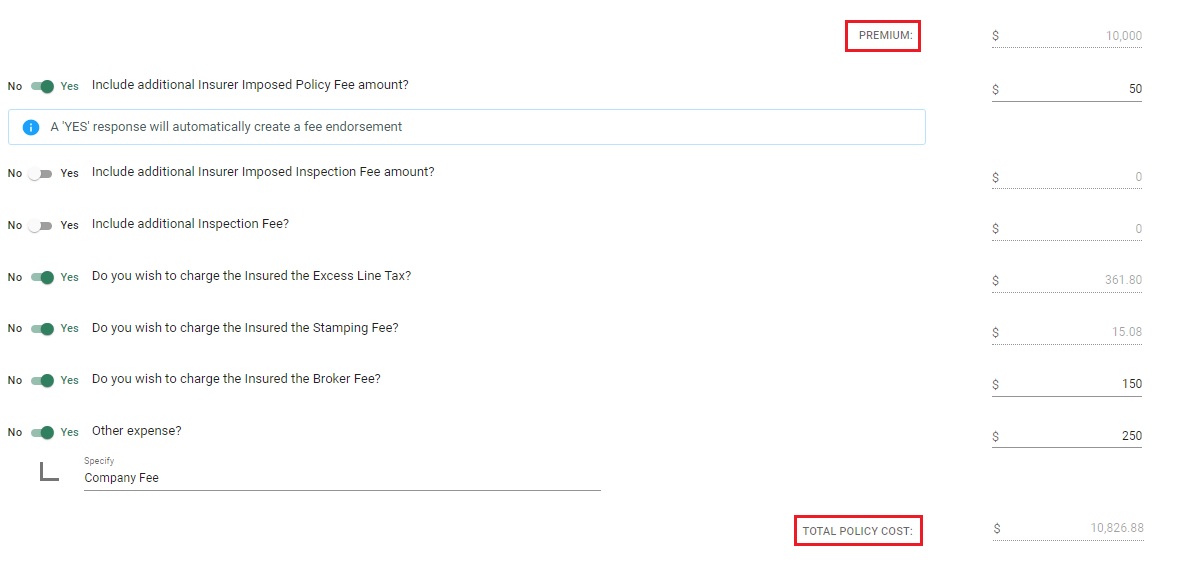 PREMIUM: $ 10,000
No Yes Include additional Insurer Imposed Policy Fee amount? $ 50
A 'YES' response will automatically create a fee endorsement
No Yes Include additional Insurer Imposed Inspection Fee amount? $ 0
No Yes Include additional Inspection Fee? $ 0
No Yes Do you wish to charge the Insured the Excess Line Tax? $ 361.80
No Yes Do you wish to charge the Insured the Stamping Fee? $ 15.08
No Yes Do you wish to charge the Insured the Broker Fee? $ 150
No Yes Other expense? $ 250
Specify
Company Fee
TOTAL POLICY COST: $ 10,826.88